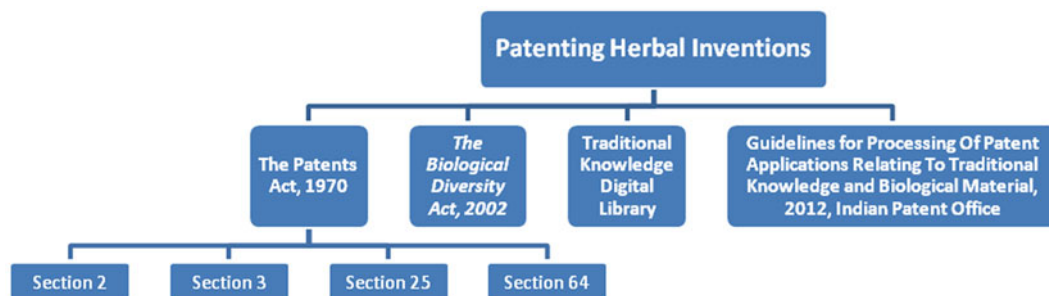 Patenting Herbal Inventions
The Patents
Act, 1970
The
Biological
Diversity
Act, 2002
Traditional
Knowledge
Digital
Library
Guidelines for Processing Of Patent
Applications Relating To Traditional
Knowledge and Biological Material,
2012, Indian Patent Office
Section 2
Section 3
Section 25
Section 64